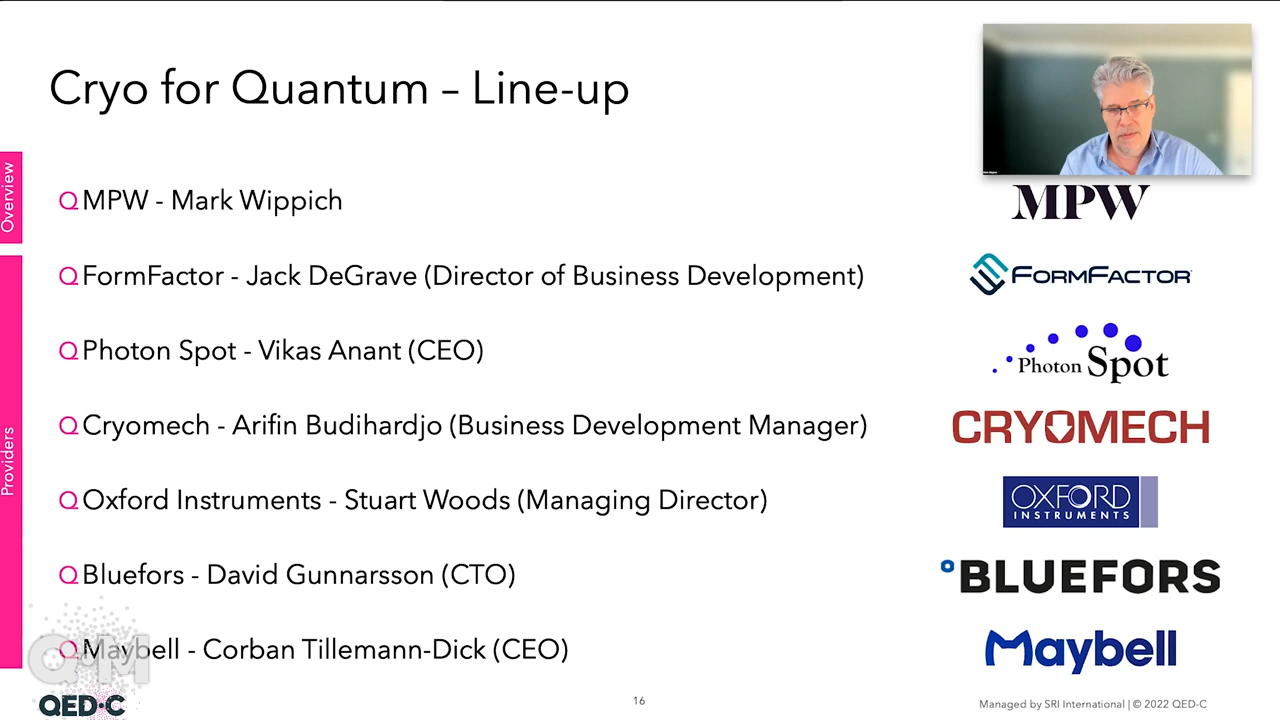 Cryo for Quantum – Line-up
Overview
MPW - Mark Wippich
MPW
FormFactor - Jack DeGrave (Director of Business Development)
FORMFACTOR
Photon Spot - Vikas Anant (CEO)
Photon Spot
Providers
Cryomech - Arifin Budihardjo (Business Development Manager)
CRYOMECH
Oxford Instruments - Stuart Woods (Managing Director)
OXFORD
INSTRUMENTS
Bluefors - David Gunnarsson (CTO)
BLUEFORS
Maybell - Corban Tillemann-Dick (CEO)
Maybell
QM
QED-C
16
Managed by SRI International | © 2022 QED-C